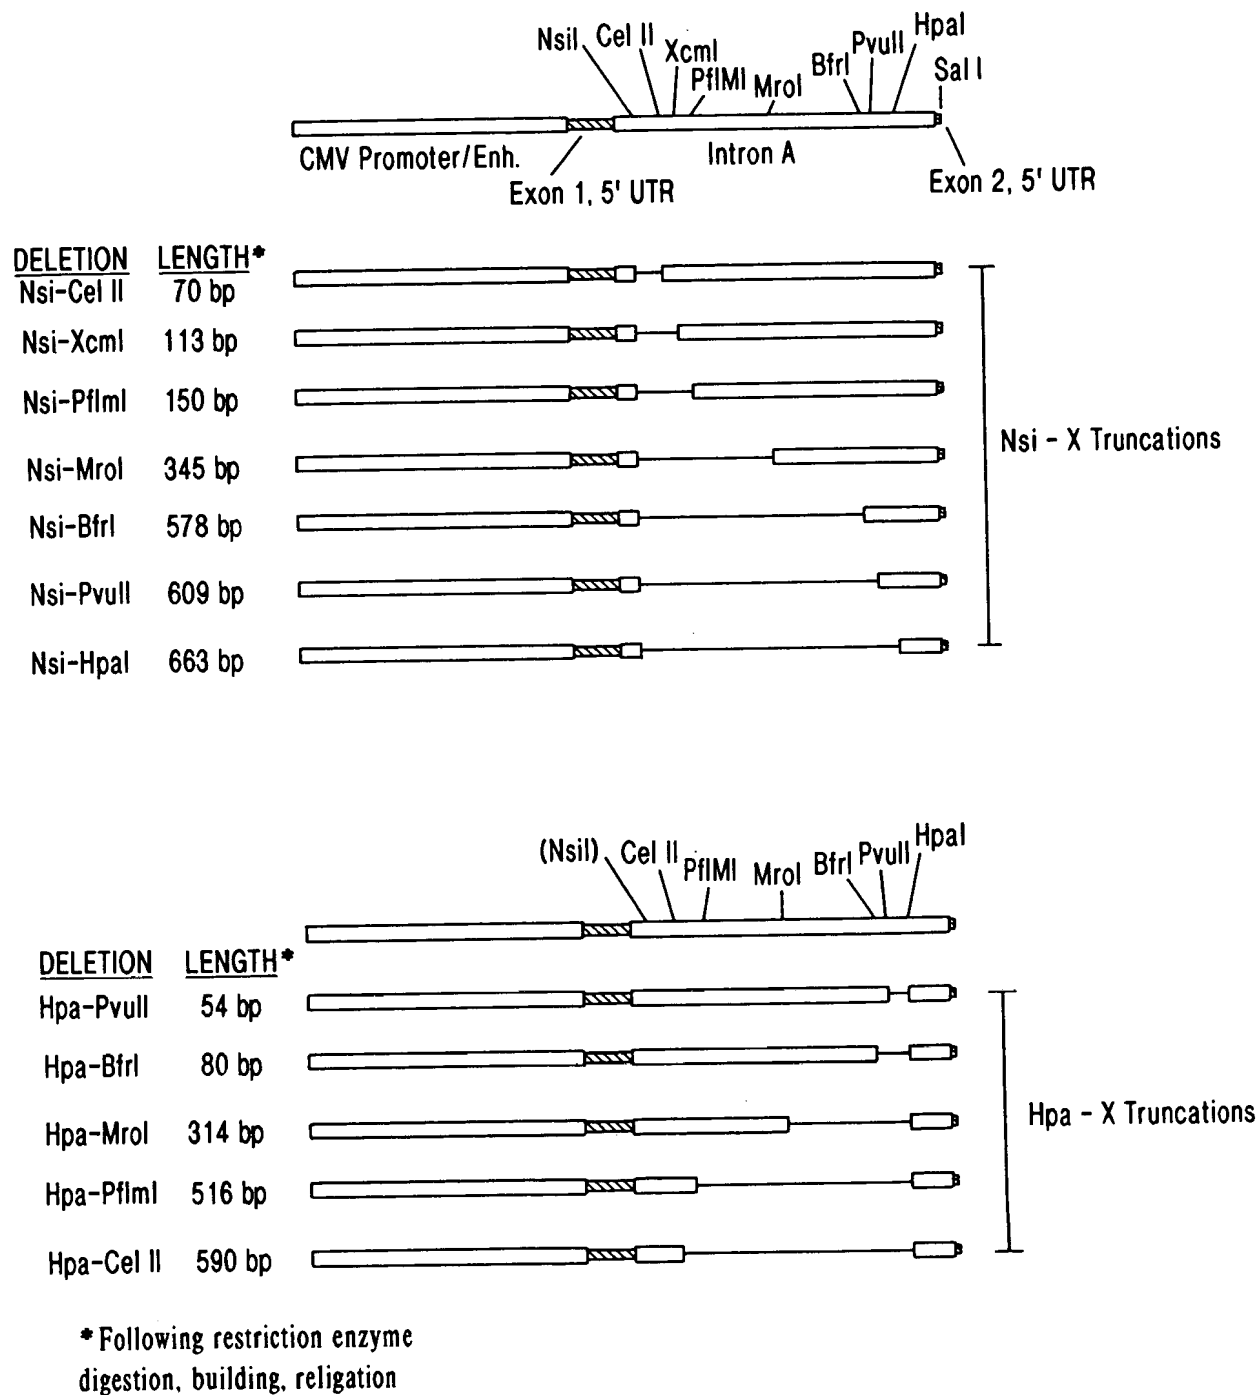 NsiI Cel II XcmI PflMI MroI BfrI PvuII HpaI Sal I
CMV Promoter/Enh. Intron A
Exon 1, 5' UTR Exon 2, 5' UTR
DELETION LENGTH*
Nsi-Cel II 70 bp
Nsi-XcmI 113 bp
Nsi-PflmI 150 bp
Nsi-MroI 345 bp
Nsi-BfrI 578 bp
Nsi-PvuII 609 bp
Nsi-HpaI 663 bp
Nsi - X Truncations
(NsiI) Cel II PflMI MroI BfrI PvuII HpaI
DELETION LENGTH*
Hpa-PvuII 54 bp
Hpa-BfrI 80 bp
Hpa-MroI 314 bp
Hpa-PflmI 516 bp
Hpa-Cel II 590 bp
Hpa - X Truncations
* Following restriction enzyme
digestion, building, religation